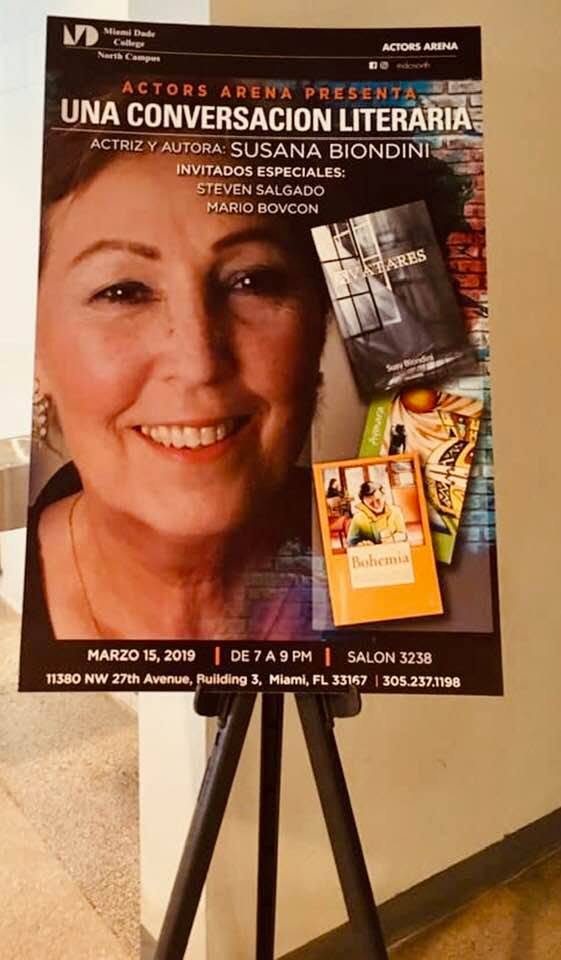 Miami Dade
College
North Campus
ACTORS ARENA
mdcnorth
ACTORS ARENA PRESENTA
UNA CONVERSACION LITERARIA
ACTRIZ Y AUTORA: SUSANA BIONDINI
INVITADOS ESPECIALES:
STEVEN SALGADO
MARIO BOVCON
AVATARES
Susy Biondini
Bohemia
MARZO 15, 2019 | DE 7 A 9 PM | SALON 3238
11380 NW 27th Avenue, Building 3, Miami, FL 33167 | 305.237.1198